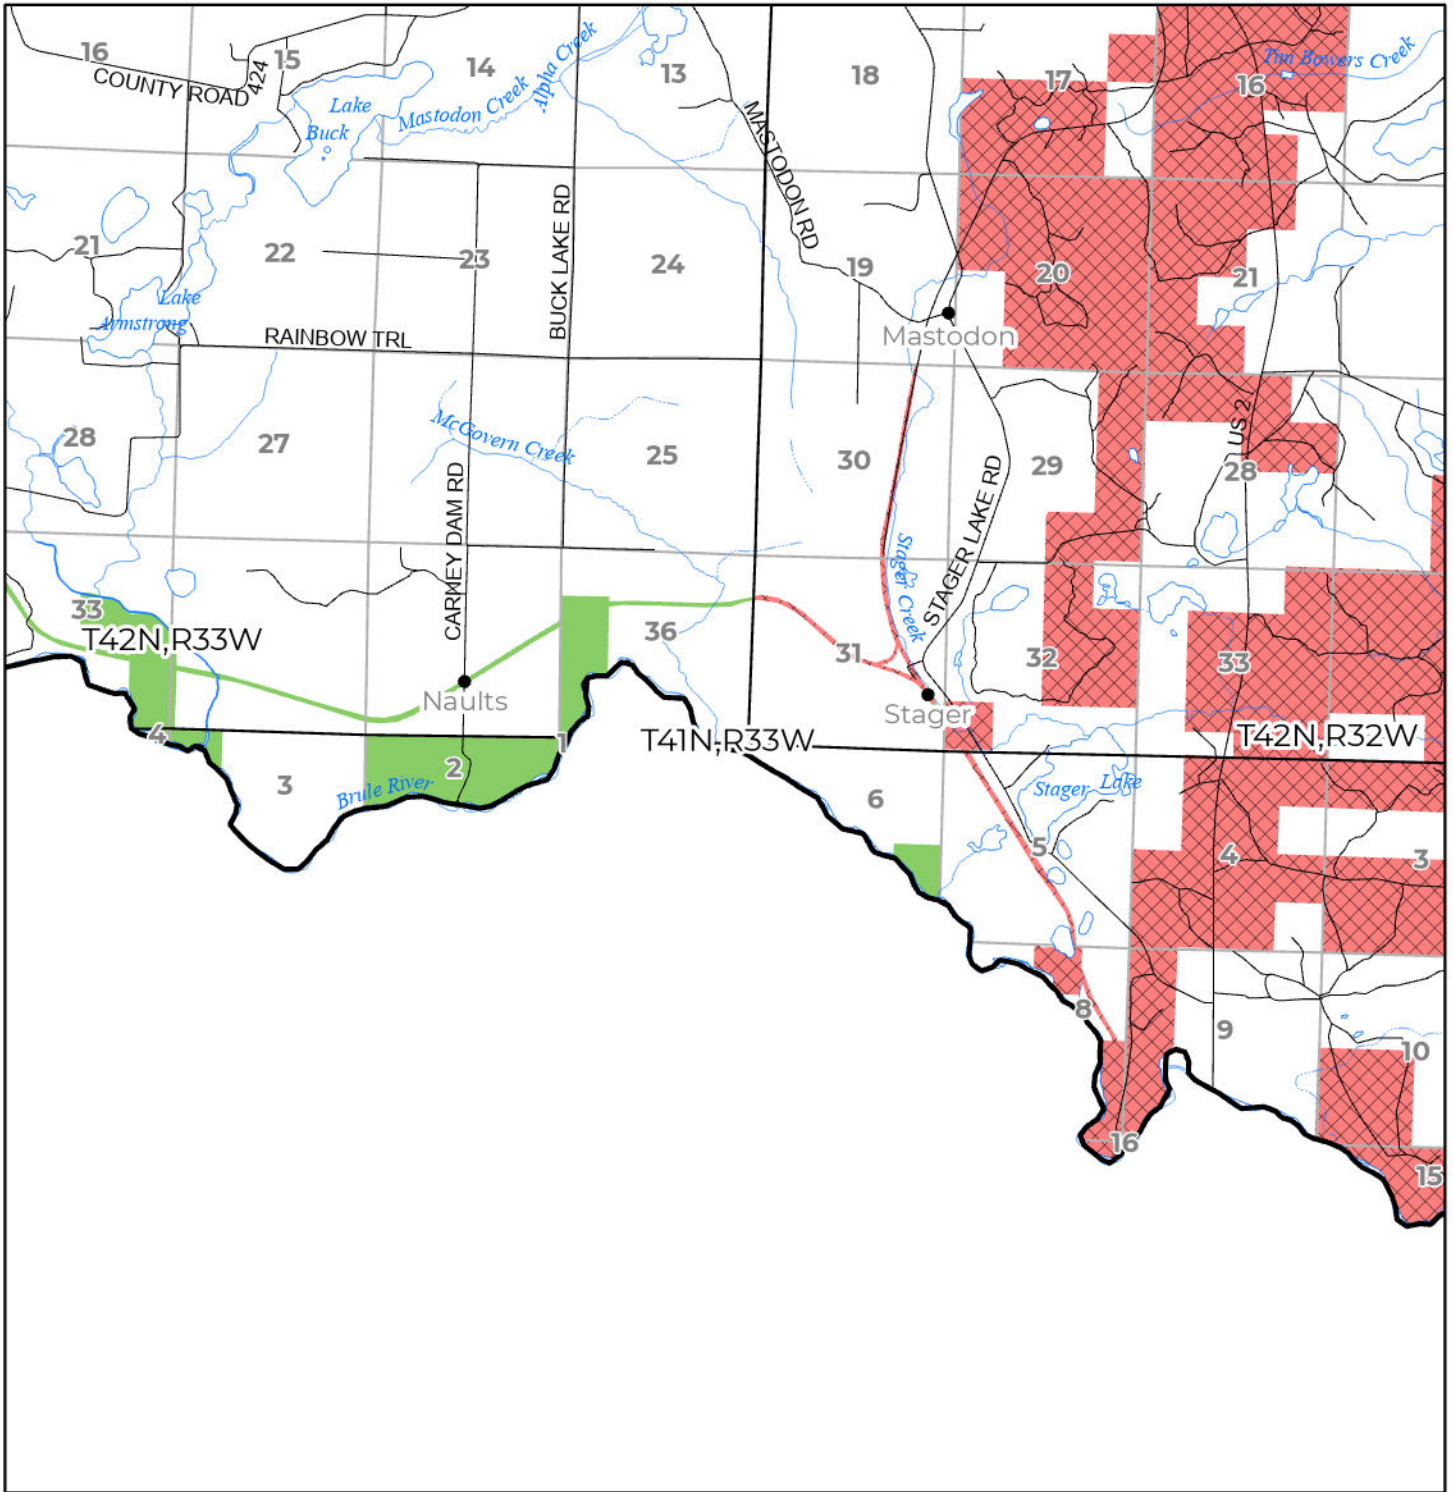 16
15
14
13
18
17
16
Tim Bowers Creek
COUNTY ROAD 424
Lake
Buck
Mastodon Creek
Alpha Creek
MASTODON RD
BUCK LAKE RD
21
22
23
24
19
20
21
Lake
Armstrong
RAINBOW TRL
Mastodon
28
27
McGovern Creek
25
30
29
28
US 2
CARNEY DAM RD
STAGER LAKE RD
Stager Creek
33
T42N,R33W
36
31
32
33
Naults
Stager
4
1
T41N,R33W
T42N,R32W
3
2
Brule River
6
Stager Lake
5
4
3
8
9
10
16
15